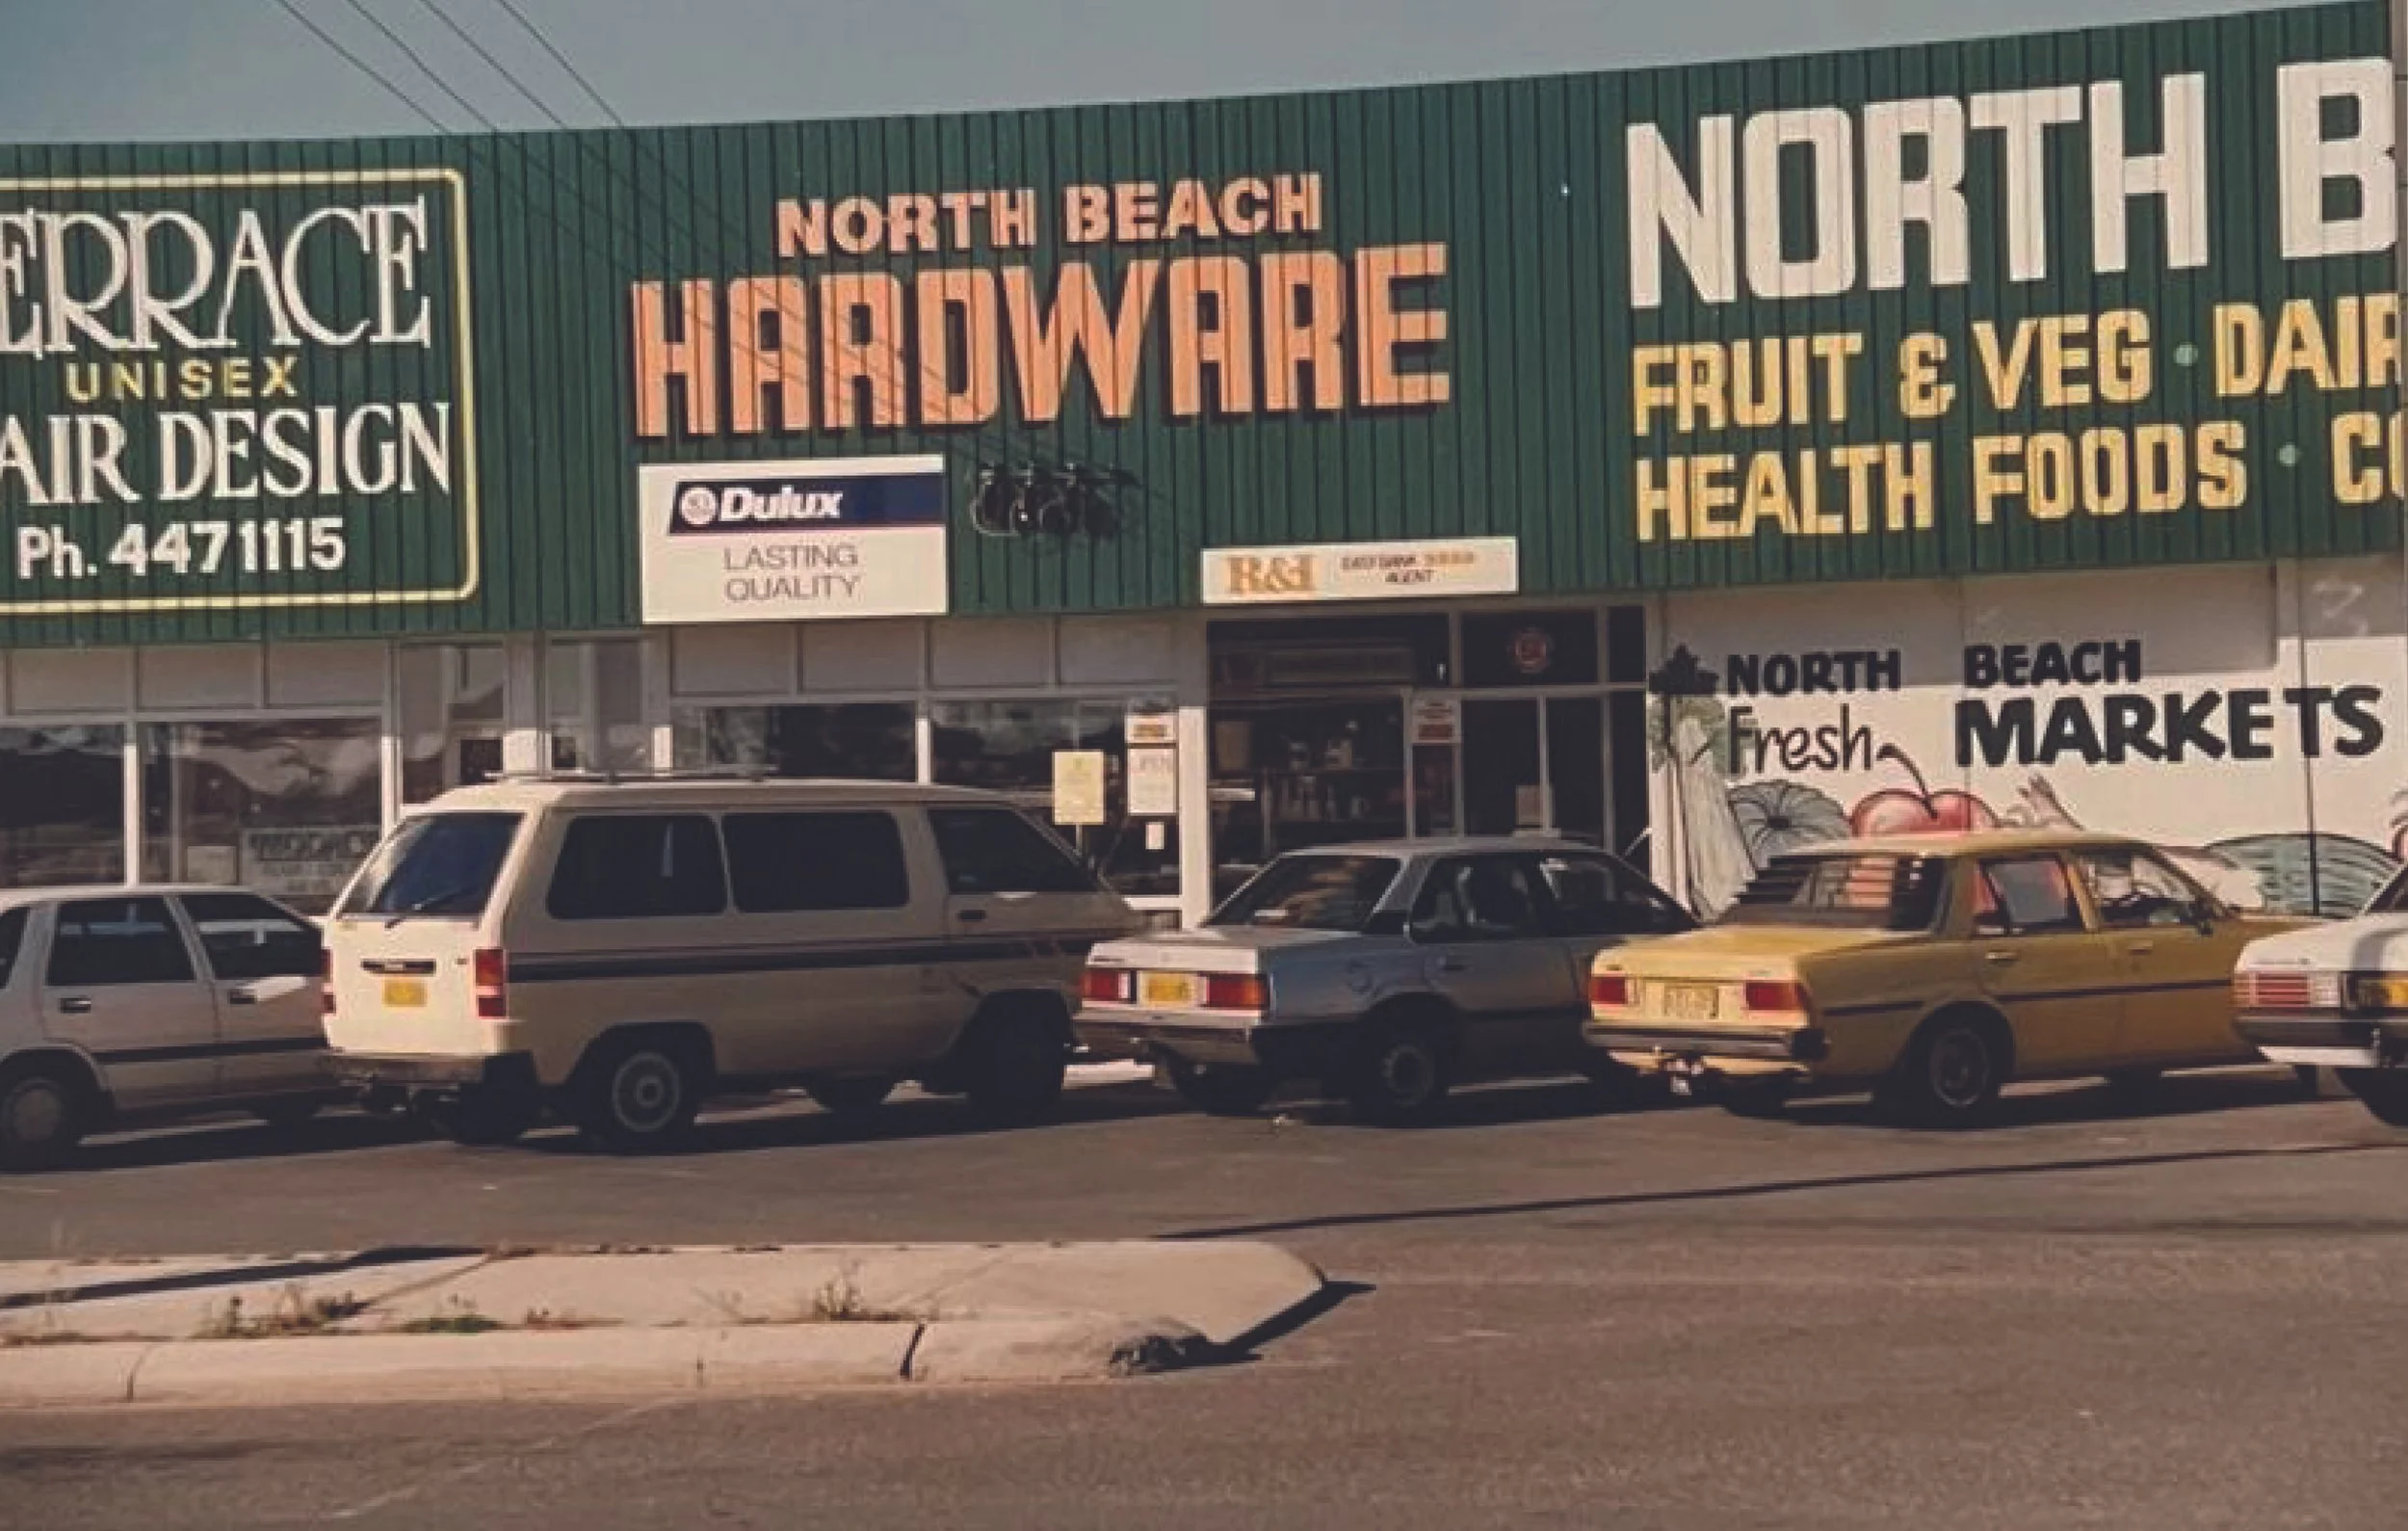 ERRACE
UNISEX
AIR DESIGN
Ph. 4471115
NORTH BEACH
HARDWARE
Dulux
LASTING
QUALITY
R&I
AGENT
NORTH B
FRUIT & VEG · DAIR
HEALTH FOODS · C
NORTH BEACH
Fresh MARKETS